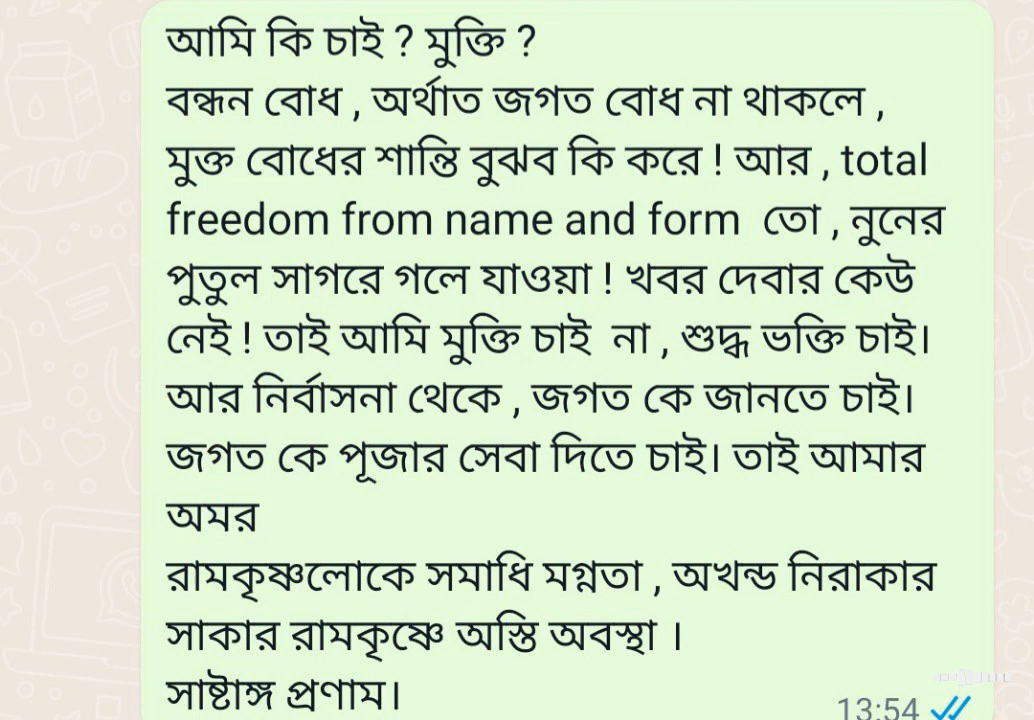 আমি কি চাই ? মুক্তি ?
বন্ধন বোধ , অর্থাত জগত বোধ না থাকলে ,
মুক্ত বোধের শান্তি বুঝব কি করে ! আর , total
freedom from name and form তো , নুনের
পুতুল সাগরে গলে যাওয়া ! খবর দেবার কেউ
নেই ! তাই আমি মুক্তি চাই না , শুদ্ধ ভক্তি চাই।
আর নির্বাসনা থেকে , জগত কে জানতে চাই।
জগত কে পূজার সেবা দিতে চাই। তাই আমার
অমর
রামকৃষ্ণলোকে সমাধি মগ্নতা , অখন্ড নিরাকার
সাকার রামকৃষ্ণে অস্তি অবস্থা ।
সাষ্টাঙ্গ প্রণাম।
13:54